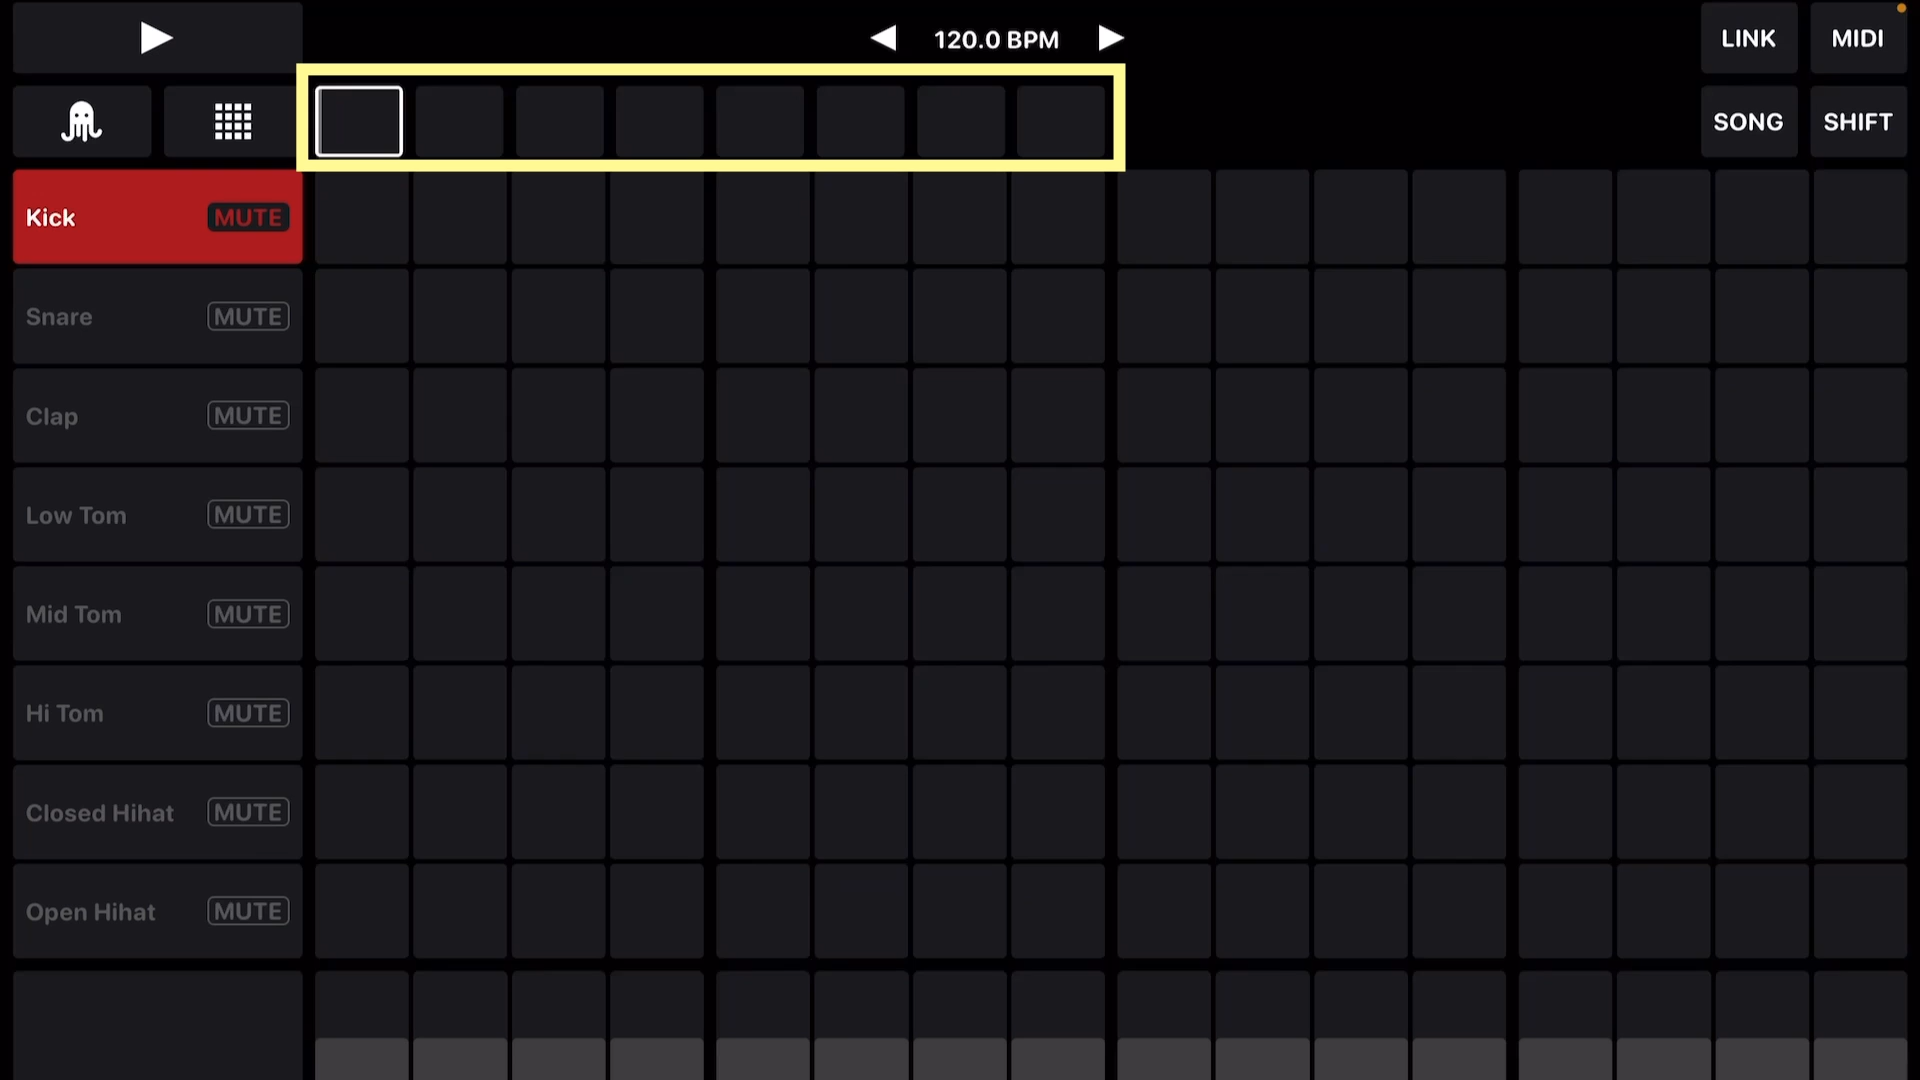 120.0 BPM
LINK
MIDI
SONG
SHIFT
Kick MUTE
Snare MUTE
Clap MUTE
Low Tom MUTE
Mid Tom MUTE
Hi Tom MUTE
Closed Hihat MUTE
Open Hihat MUTE